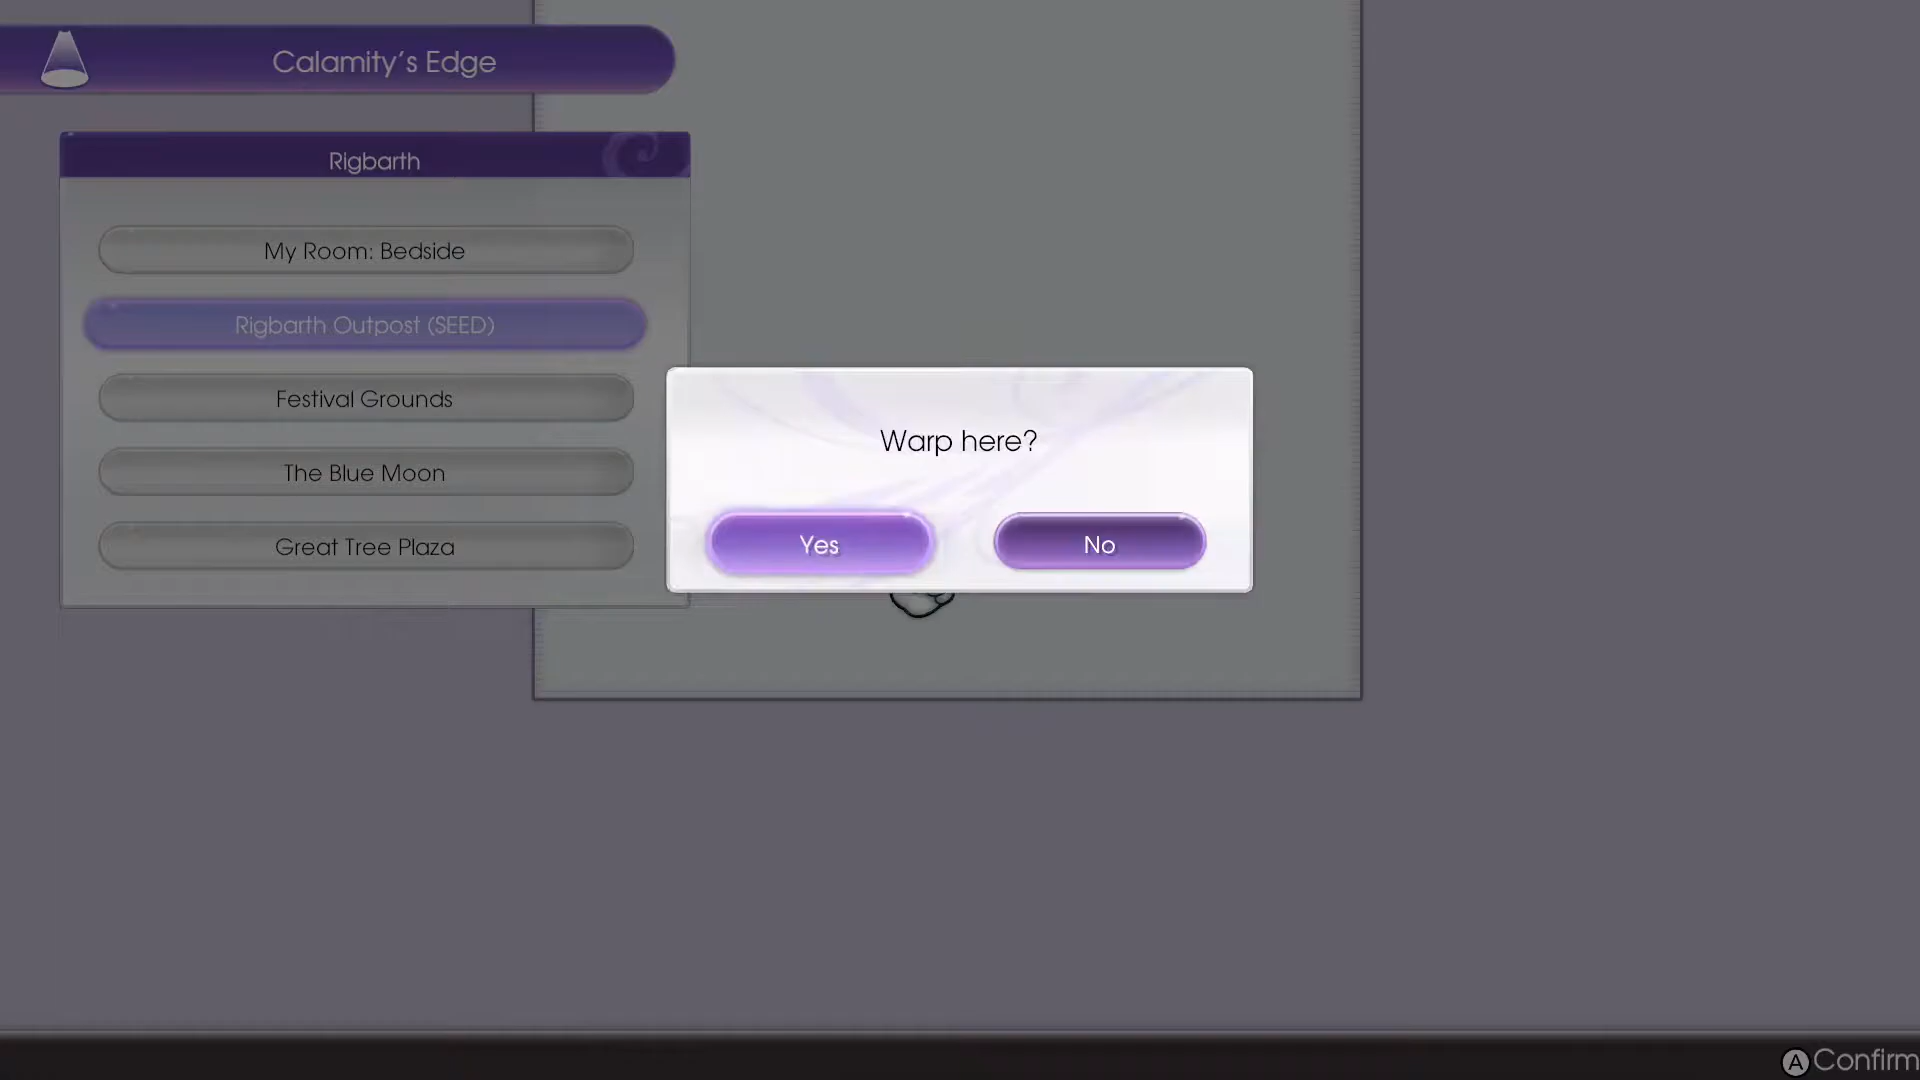 Calamity's Edge
Rigbarth
My Room: Bedside
Rigbarth Outpost (SEED)
Festival Grounds
The Blue Moon
Great Tree Plaza
Warp here?
Yes
No
A Confirm